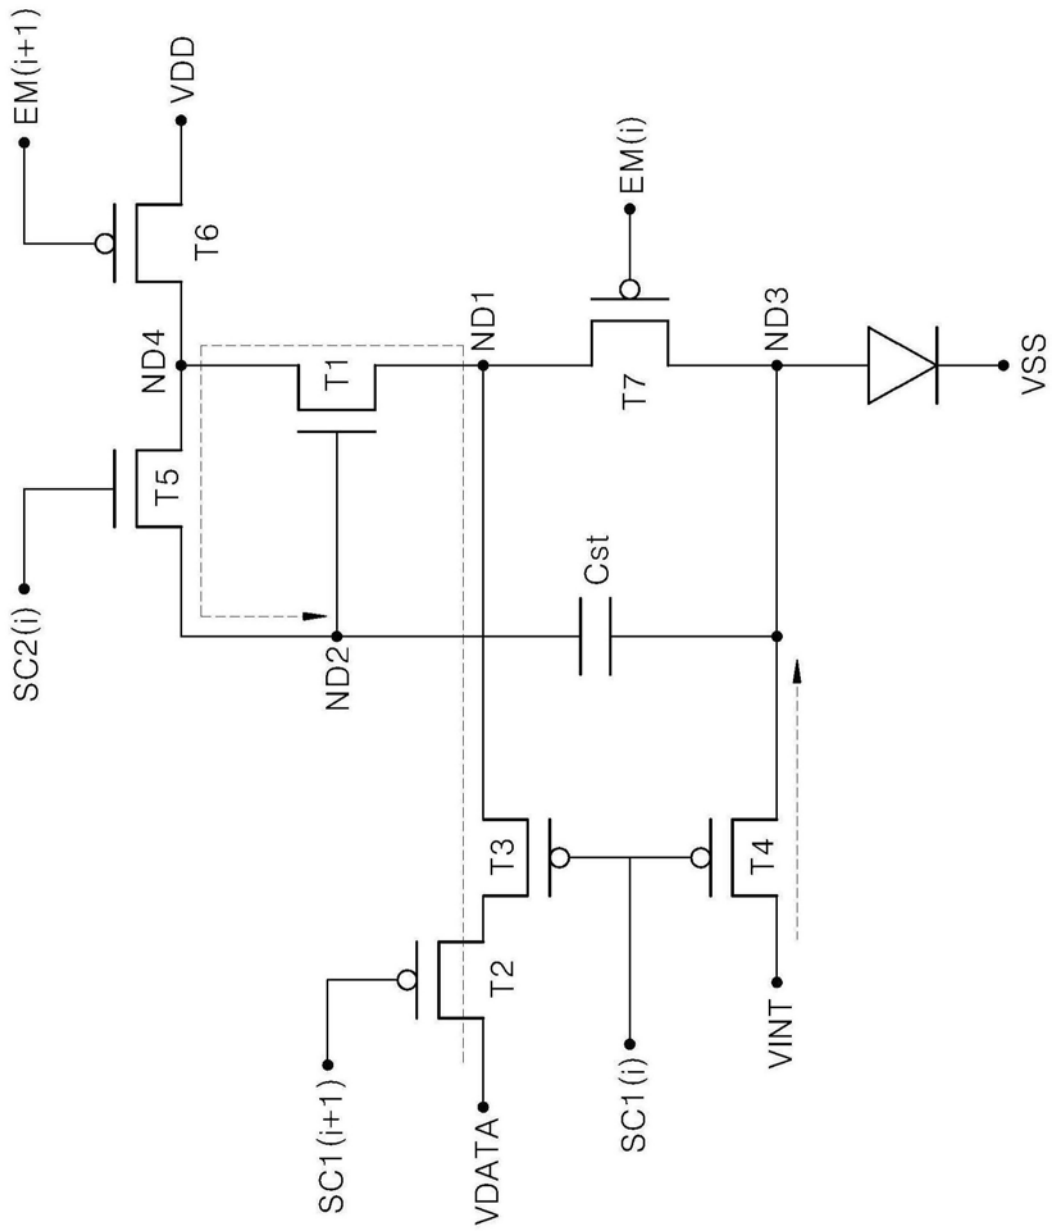 EM(i+1)
VDD
T6
ND4
SC2(i)
T5
T1
ND2
ND1
EM(i)
T7
ND3
Cst
VSS
SC1(i+1)
T2
T3
VDATA
SC1(i)
T4
VINT